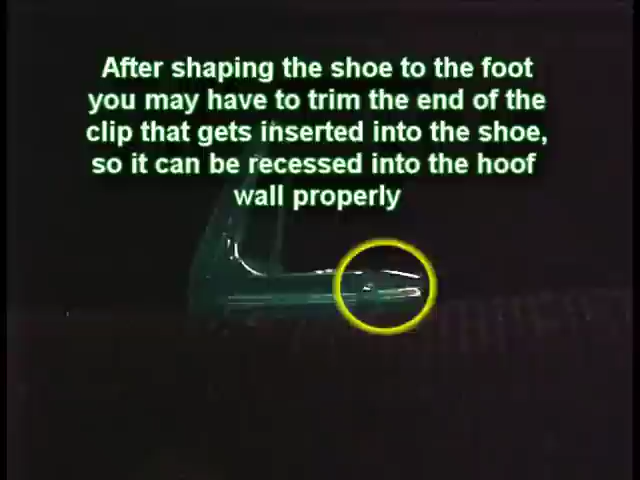 After shaping the shoe to the foot
you may have to trim the end of the
clip that gets inserted into the shoe,
so it can be recessed into the hoof
wall properly